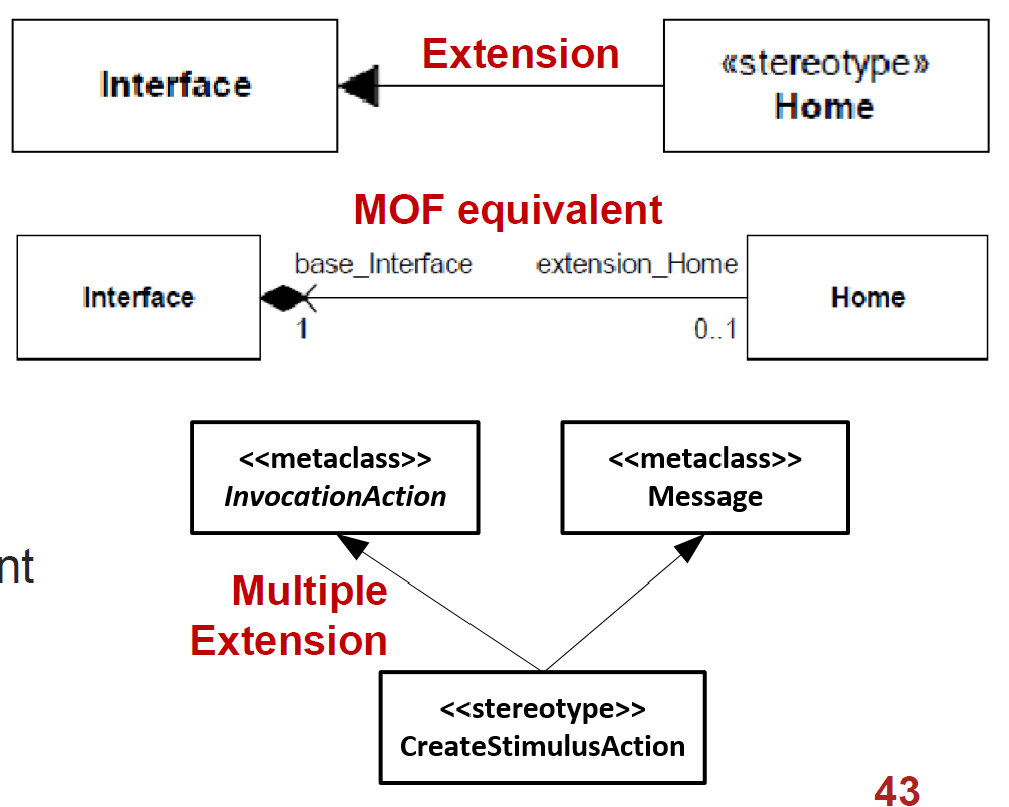 Extension
Interface
«stereotype»
Home
MOF equivalent
base_Interface
extension_Home
Interface
Home
1
0..1
<<metaclass>>
InvocationAction
<<metaclass>>
Message
nt
Multiple
Extension
<<stereotype>>
CreateStimulusAction
43